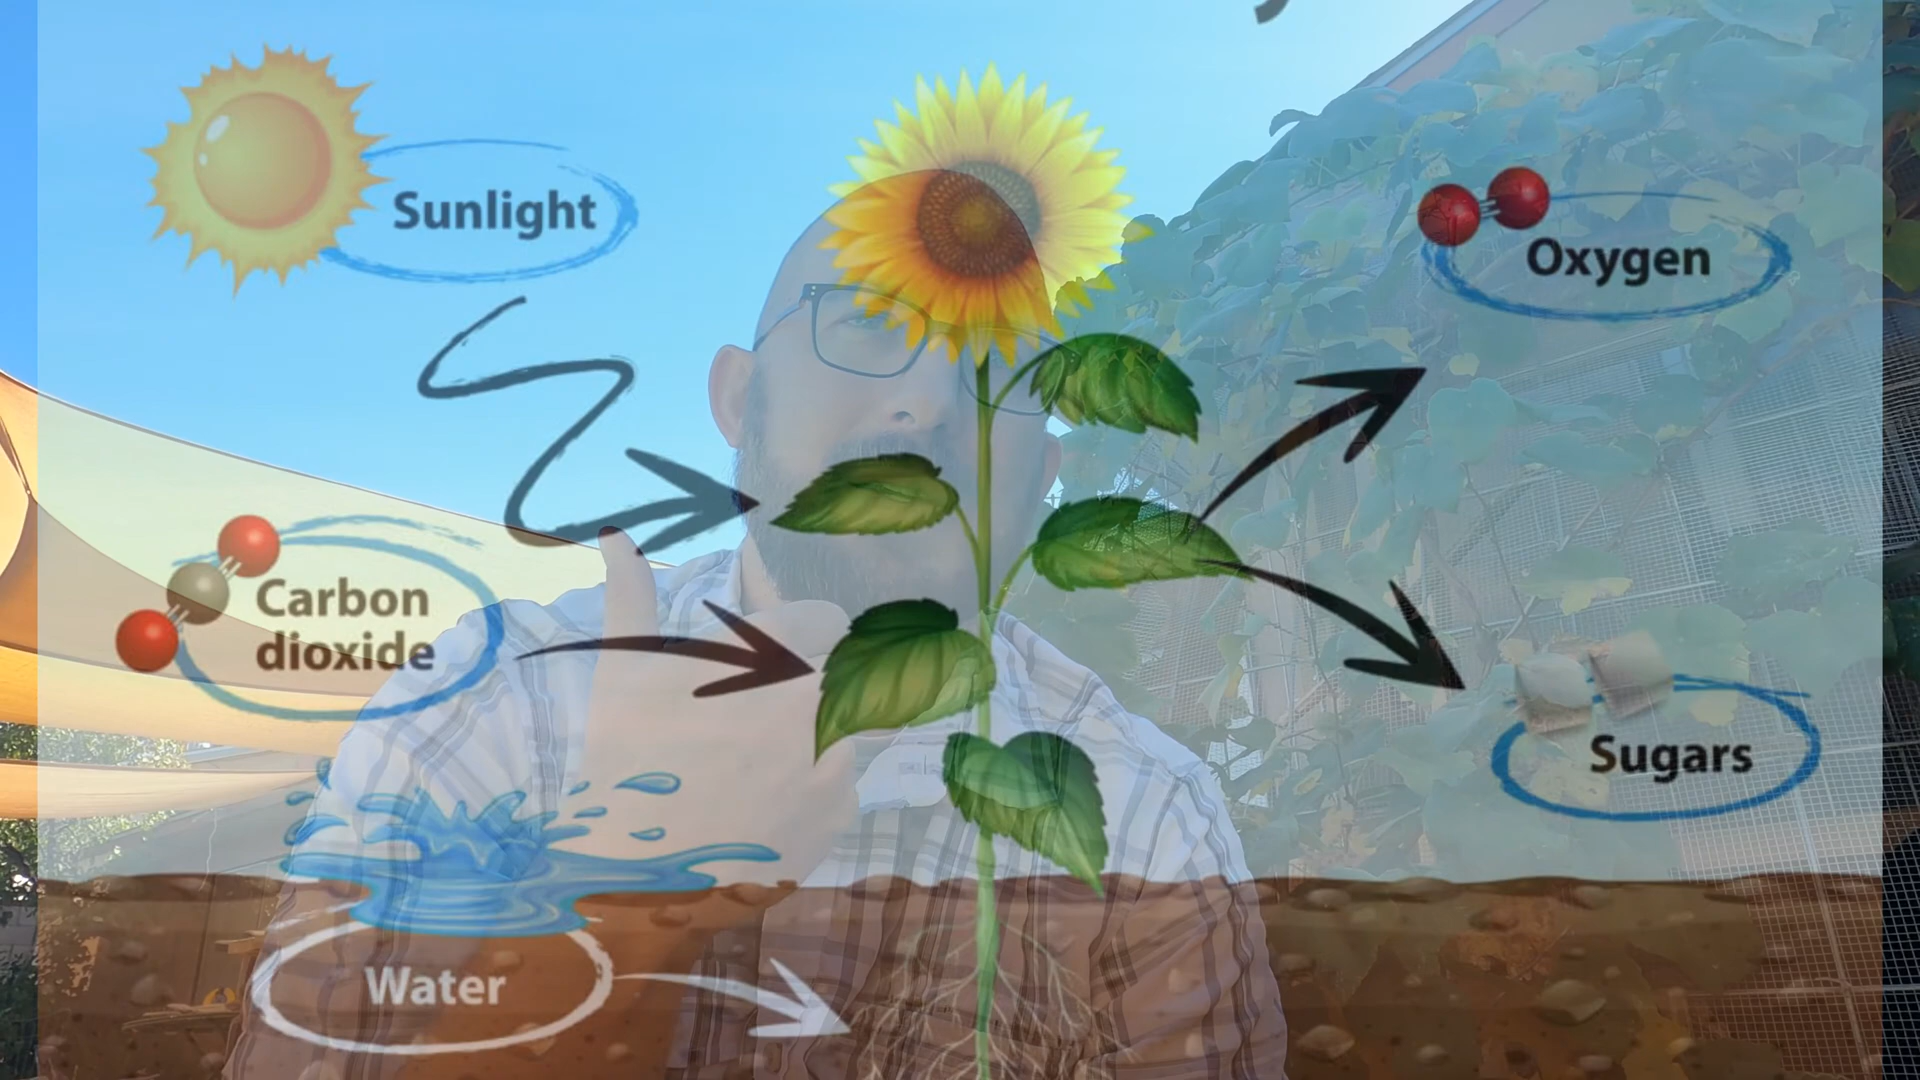 Sunlight
Oxygen
Carbon
dioxide
Sugars
Water